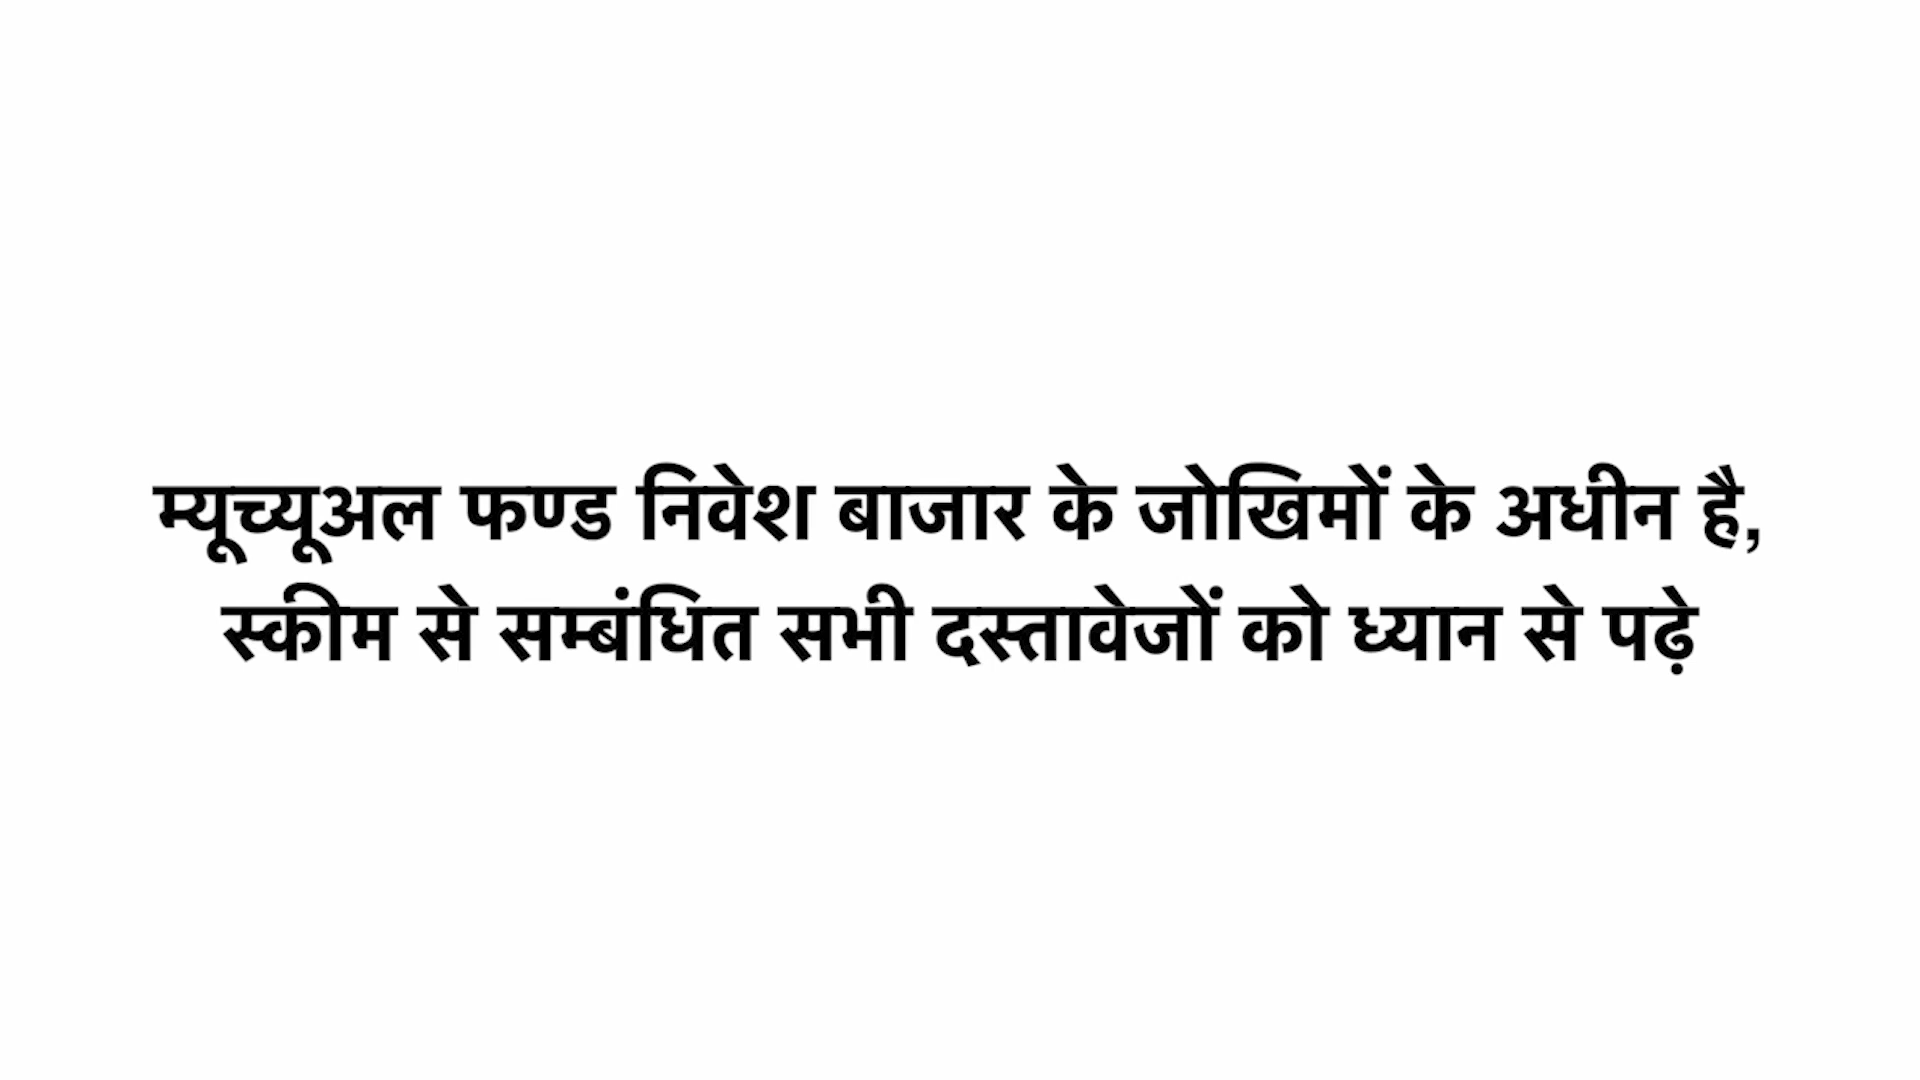 म्यूच्यूअल फण्ड निवेश बाजार के जोखिमों के अधीन है,
स्कीम से सम्बंधित सभी दस्तावेजों को ध्यान से पढ़े